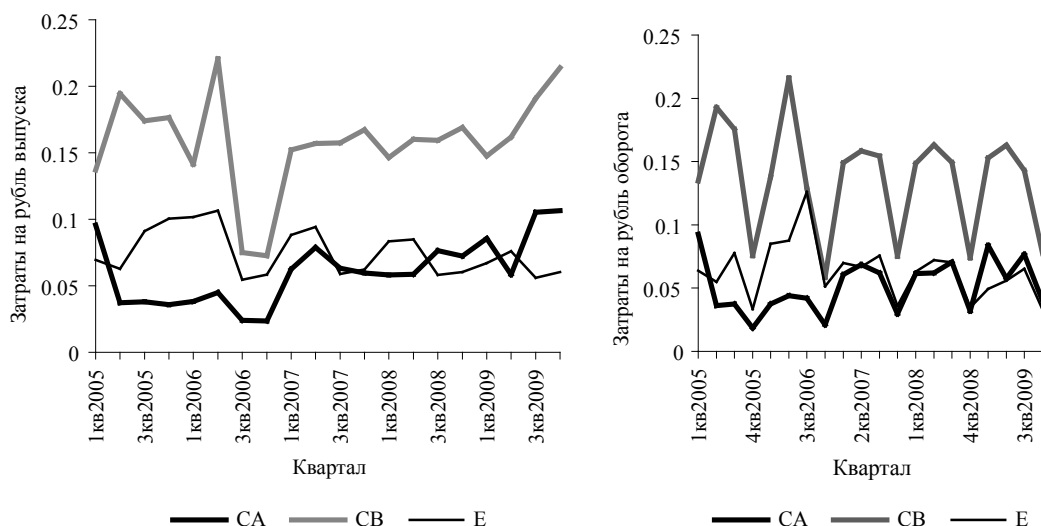 Затраты на рубль выпуска
0.25
0.2
0.15
0.1
0.05
0
1кв2005
3кв2005
1кв2006
3кв2006
1кв2007
3кв2007
1кв2008
3кв2008
1кв2009
3кв2009
Квартал
CA CB E
Затраты на рубль оборота
0.25
0.2
0.15
0.1
0.05
0
1кв2005
4кв2005
3кв2006
2кв2007
1кв2008
4кв2008
3кв2009
Квартал
CA CB E